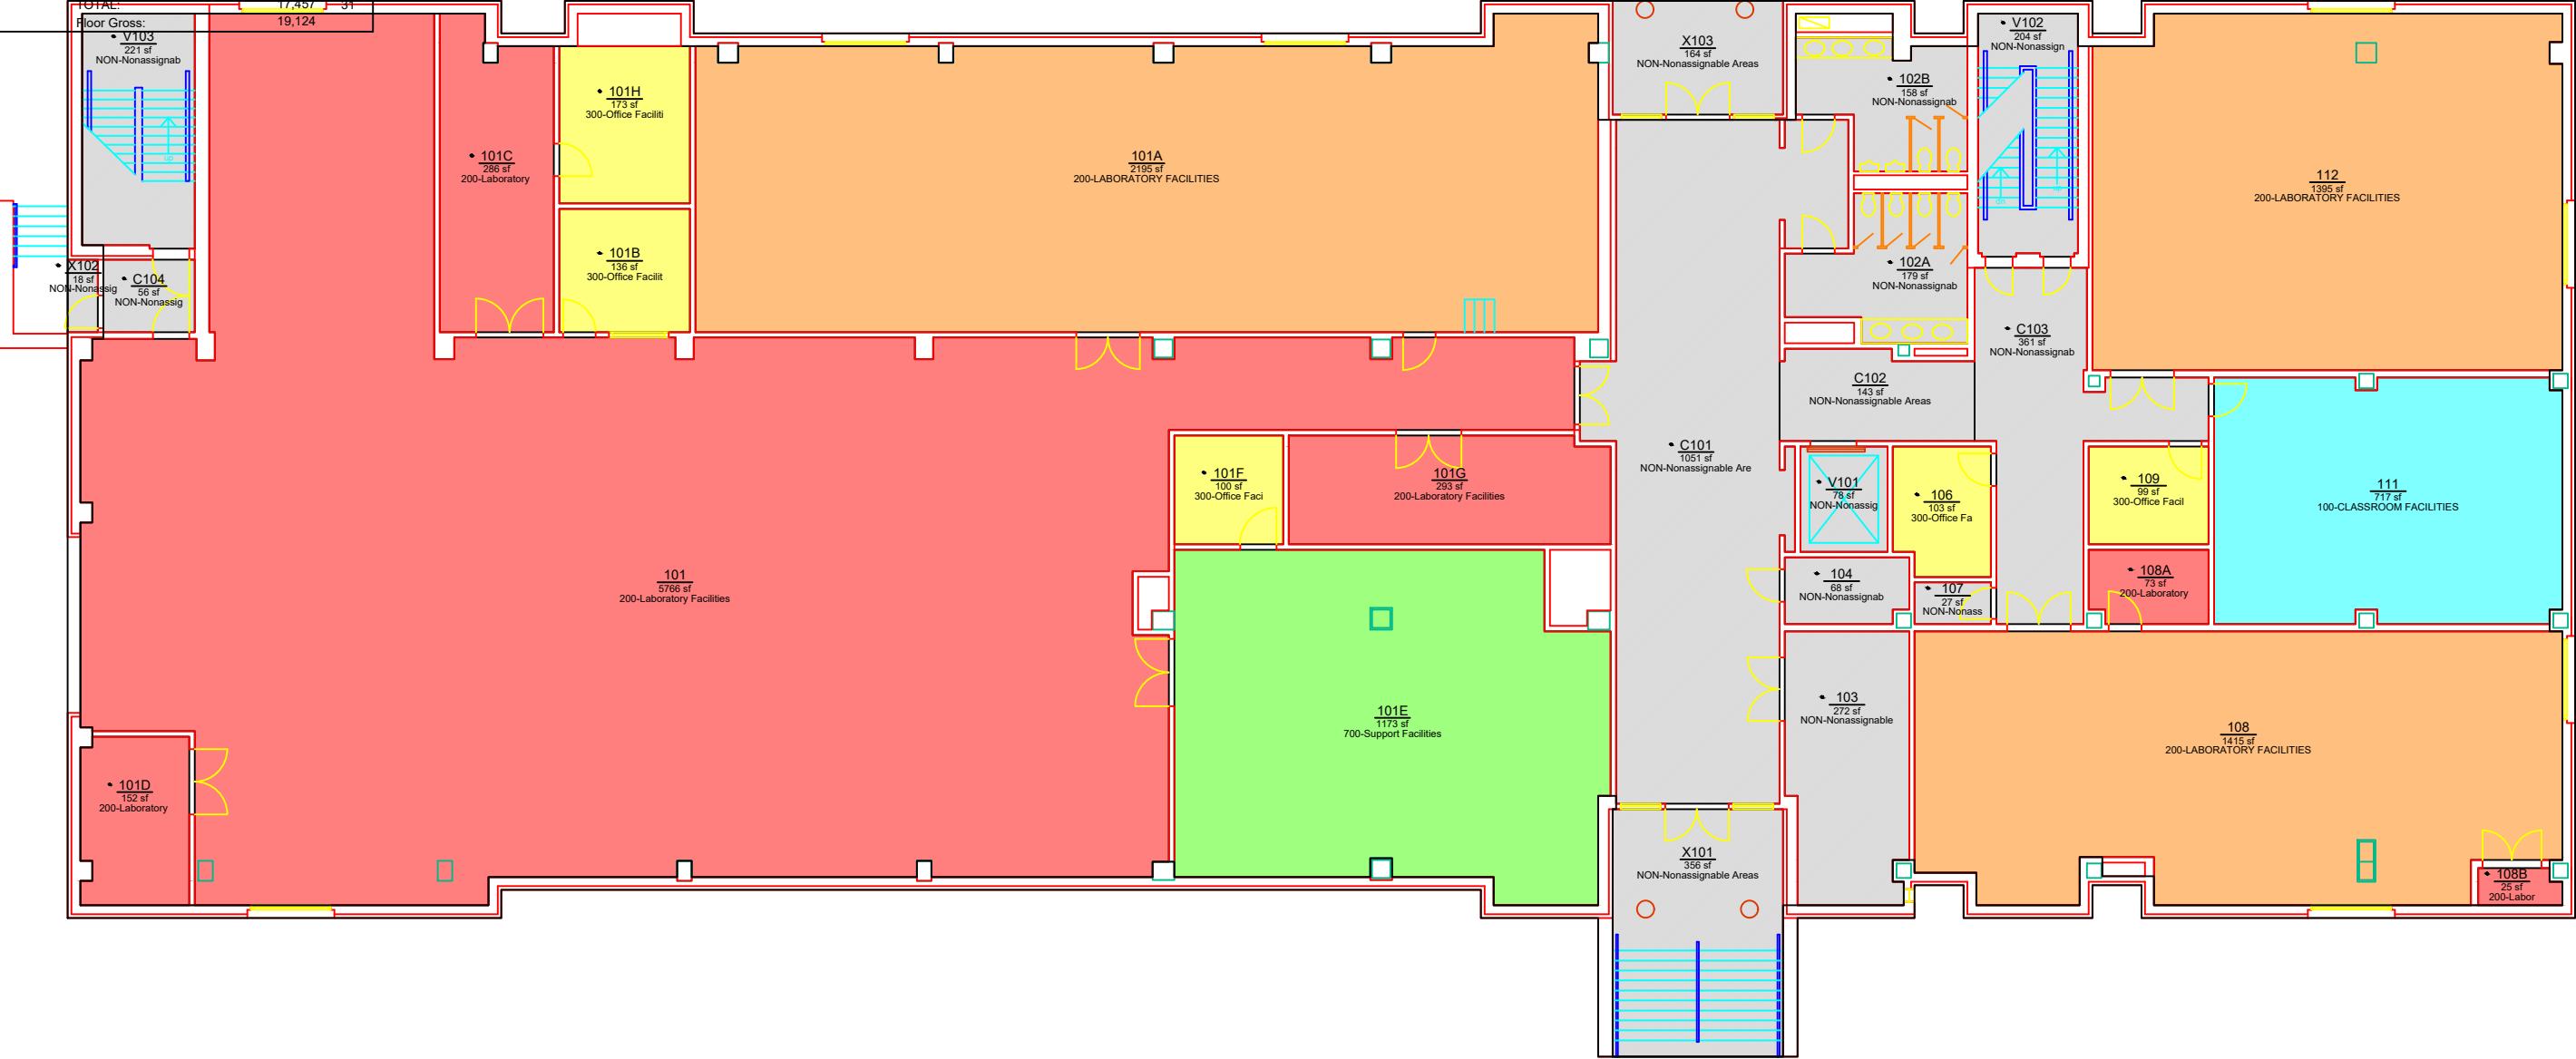 TOTAL: 17,457 31
Floor Gross: 19,124
V103
221 sf
NON-Nonassignab
101H
173 sf
300-Office Faciliti
101C
286 sf
200-Laboratory
101A
2195 sf
200-LABORATORY FACILITIES
X103
164 sf
NON-Nonassignable Areas
102B
158 sf
NON-Nonassignab
V102
204 sf
NON-Nonassign
112
1395 sf
200-LABORATORY FACILITIES
101B
136 sf
300-Office Facilit
X102
18 sf
NON-Nonassig
C104
56 sf
NON-Nonassig
102A
179 sf
NON-Nonassignab
C103
361 sf
NON-Nonassignab
C102
143 sf
NON-Nonassignable Areas
C101
1051 sf
NON-Nonassignable Are
101F
100 sf
300-Office Faci
101G
293 sf
200-Laboratory Facilities
V101
78 sf
NON-Nonassig
106
103 sf
300-Office Fa
109
99 sf
300-Office Facil
111
717 sf
100-CLASSROOM FACILITIES
101
5766 sf
200-Laboratory Facilities
104
68 sf
NON-Nonassignab
107
27 sf
NON-Nonass
108A
73 sf
200-Laboratory
101E
1173 sf
700-Support Facilities
103
272 sf
NON-Nonassignable
108
1415 sf
200-LABORATORY FACILITIES
101D
152 sf
200-Laboratory
X101
356 sf
NON-Nonassignable Areas
108B
25 sf
200-Labor